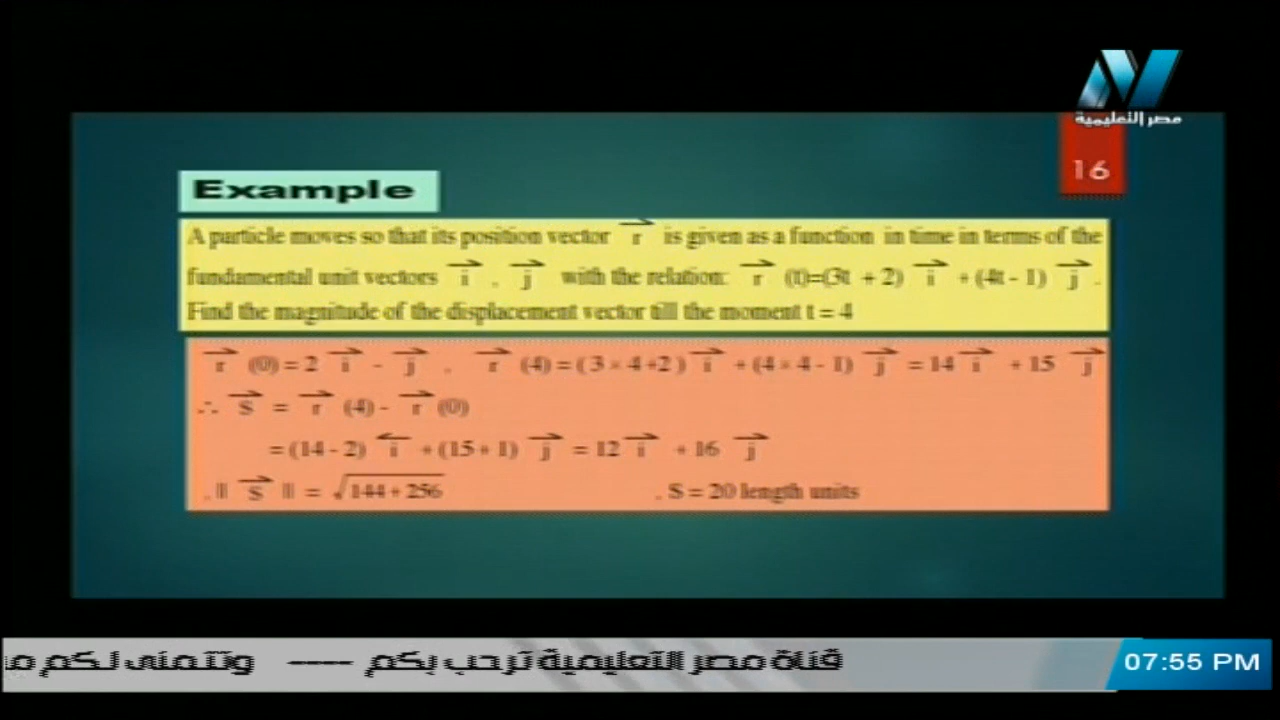 مصر التعليمية
16
Example
A particle moves so that its position vector r⃗ is given as a function in time in terms of the
fundamental unit vectors i⃗ , j⃗ with the relation: r⃗ (t)=(3t + 2) i⃗ + (4t - 1) j⃗ .
Find the magnitude of the displacement vector till the moment t = 4
r⃗ (0) = 2 i⃗ - j⃗ , r⃗ (4) = ( 3 × 4 +2 ) i⃗ + (4 × 4 - 1) j⃗ = 14 i⃗ + 15 j⃗
∴ S⃗ = r⃗ (4) - r⃗ (0)
= (14 - 2) i⃖ + (15 + 1) j⃗ = 12 i⃗ + 16 j⃗
, || S⃗ || = √144 + 256 , S = 20 length units
قناة مصر التعليمية ترحب بكم ---- وتتمنى لكم
07:55 PM